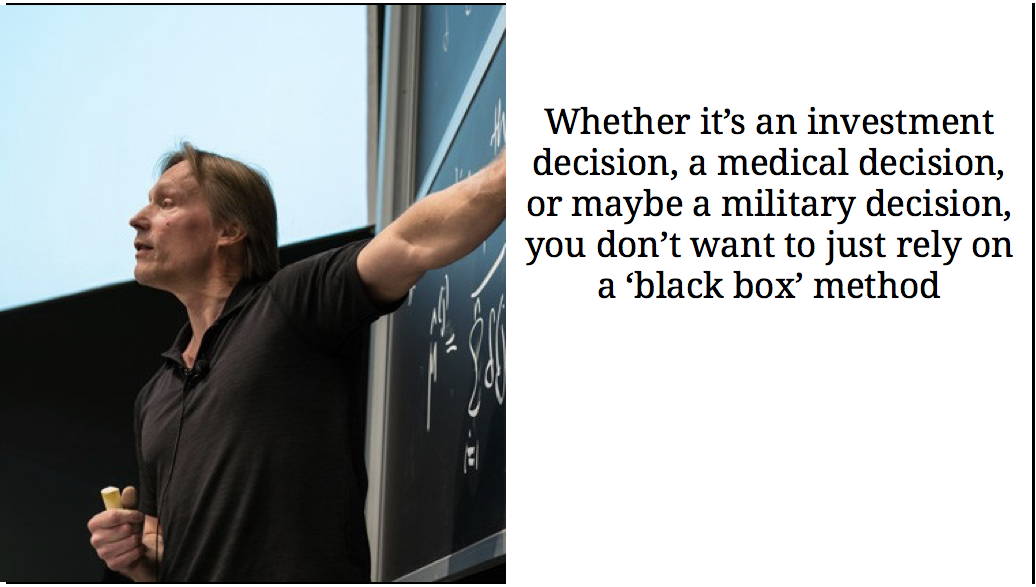 Whether it’s an investment
decision, a medical decision,
or maybe a military decision,
you don’t want to just rely on
a ‘black box’ method